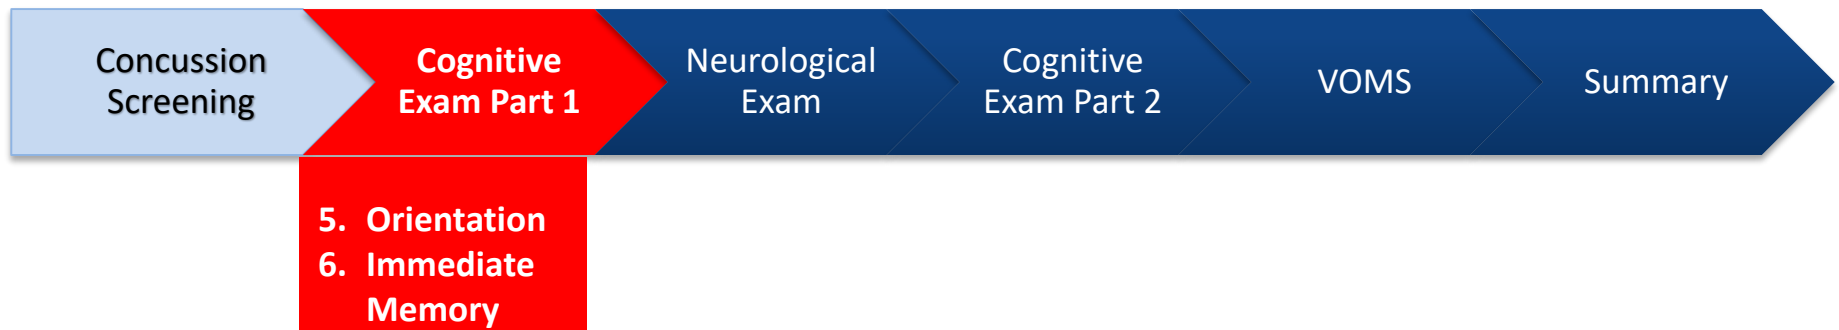 Concussion
Screening
Cognitive
Exam Part 1
Neurological
Exam
Cognitive
Exam Part 2
VOMS
Summary
5. Orientation
6. Immediate
Memory